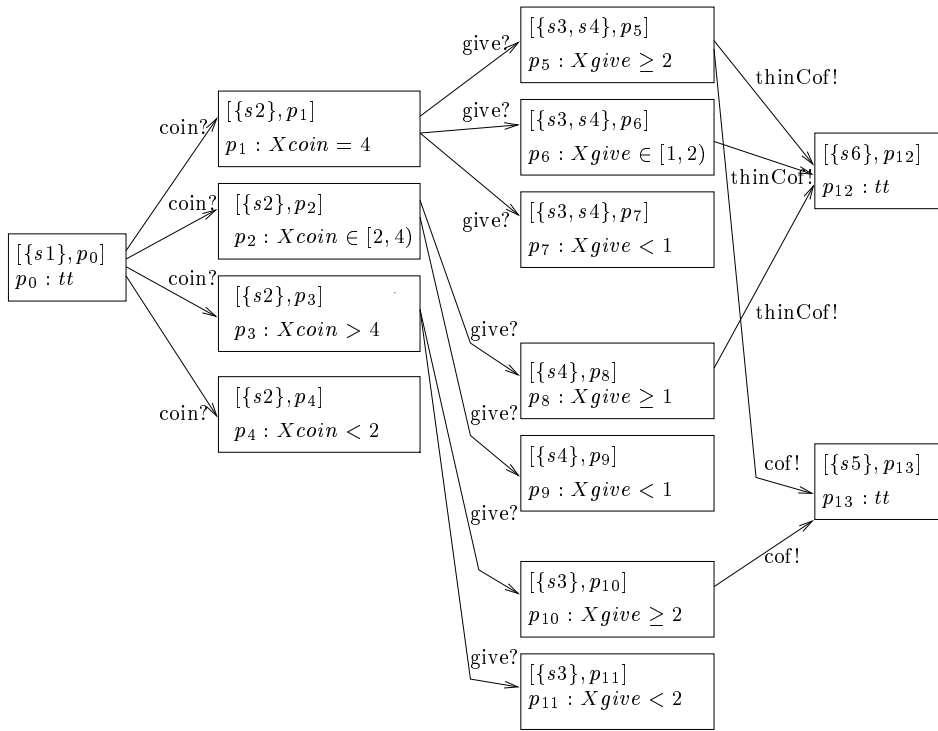 [{s1}, p₀]
p₀ : tt
coin?
coin?
coin?
coin?
[{s2}, p₁]
p₁ : Xcoin = 4
[{s2}, p₂]
p₂ : Xcoin ∈ [2, 4)
[{s2}, p₃]
p₃ : Xcoin > 4
[{s2}, p₄]
p₄ : Xcoin < 2
give?
give?
give?
give?
give?
give?
give?
[{s3, s4}, p₅]
p₅ : Xgive ≥ 2
[{s3, s4}, p₆]
p₆ : Xgive ∈ [1, 2)
[{s3, s4}, p₇]
p₇ : Xgive < 1
[{s4}, p₈]
p₈ : Xgive ≥ 1
[{s4}, p₉]
p₉ : Xgive < 1
[{s3}, p₁₀]
p₁₀ : Xgive ≥ 2
[{s3}, p₁₁]
p₁₁ : Xgive < 2
thinCof!
thinCof!
thinCof!
cof!
cof!
[{s6}, p₁₂]
p₁₂ : tt
[{s5}, p₁₃]
p₁₃ : tt